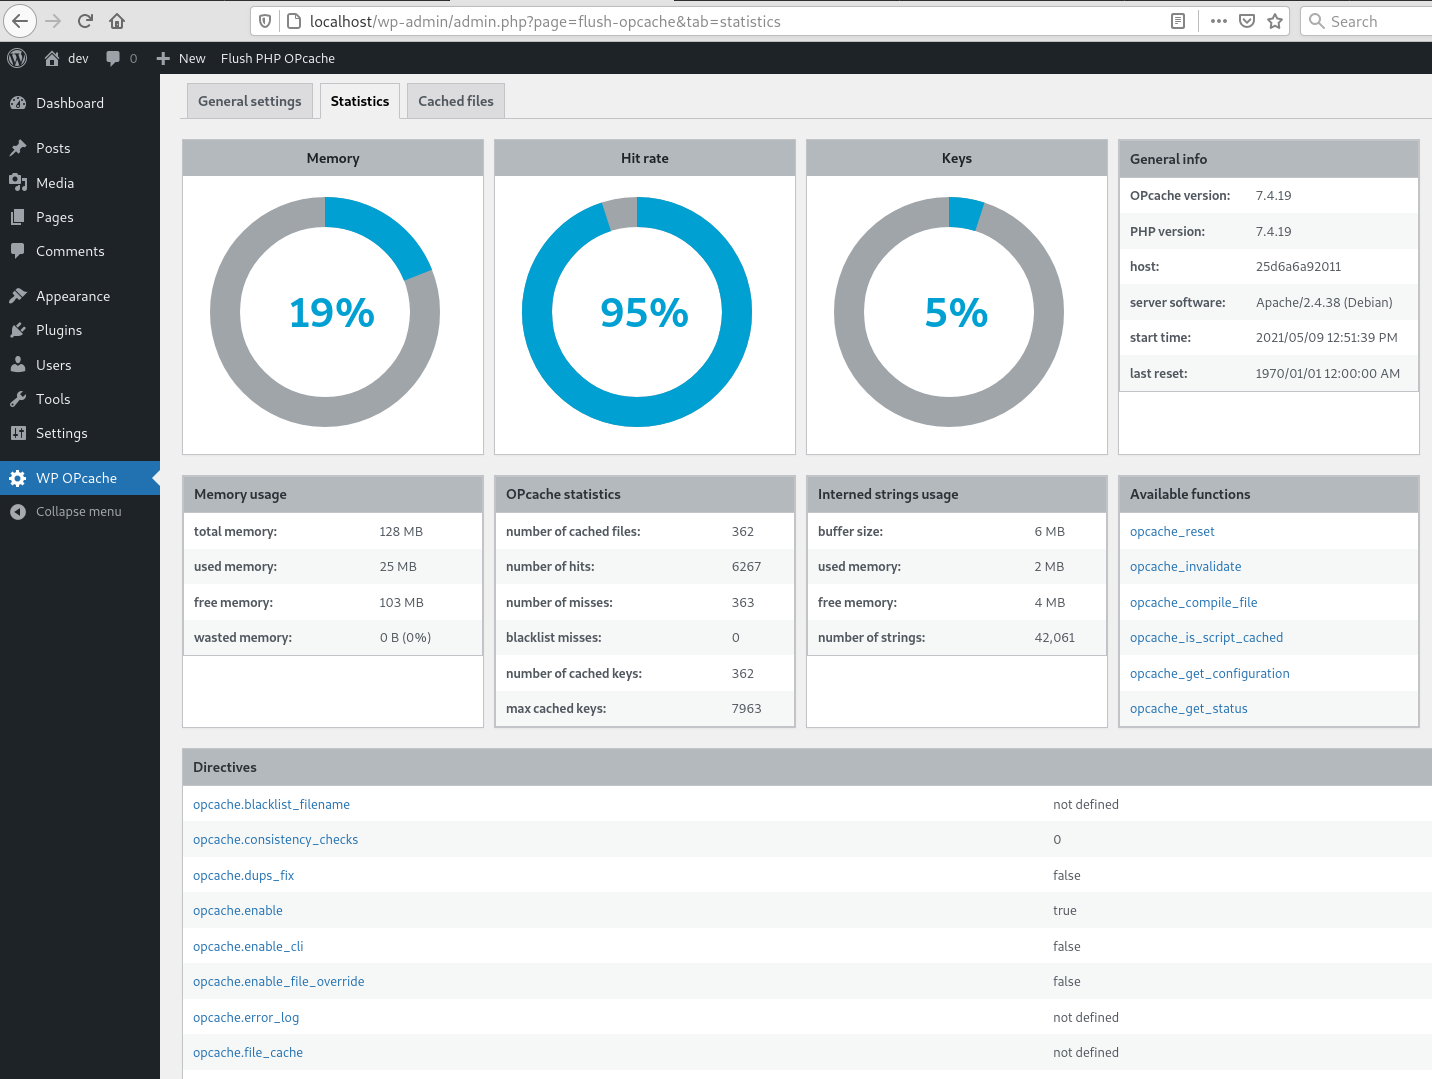 localhost/wp-admin/admin.php?page=flush-opcache&tab=statistics
Search
dev
0
New
Flush PHP OPcache
Dashboard
Posts
Media
Pages
Comments
Appearance
Plugins
Users
Tools
Settings
WP OPcache
Collapse menu
General settings
Statistics
Cached files
Memory
19%
Hit rate
95%
Keys
5%
General info
OPcache version: 7.4.19
PHP version: 7.4.19
host: 25d6a6a92011
server software: Apache/2.4.38 (Debian)
start time: 2021/05/09 12:51:39 PM
last reset: 1970/01/01 12:00:00 AM
Memory usage
total memory: 128 MB
used memory: 25 MB
free memory: 103 MB
wasted memory: 0 B (0%)
OPcache statistics
number of cached files: 362
number of hits: 6267
number of misses: 363
blacklist misses: 0
number of cached keys: 362
max cached keys: 7963
Interned strings usage
buffer size: 6 MB
used memory: 2 MB
free memory: 4 MB
number of strings: 42,061
Available functions
opcache_reset
opcache_invalidate
opcache_compile_file
opcache_is_script_cached
opcache_get_configuration
opcache_get_status
Directives
opcache.blacklist_filename not defined
opcache.consistency_checks 0
opcache.dups_fix false
opcache.enable true
opcache.enable_cli false
opcache.enable_file_override false
opcache.error_log not defined
opcache.file_cache not defined